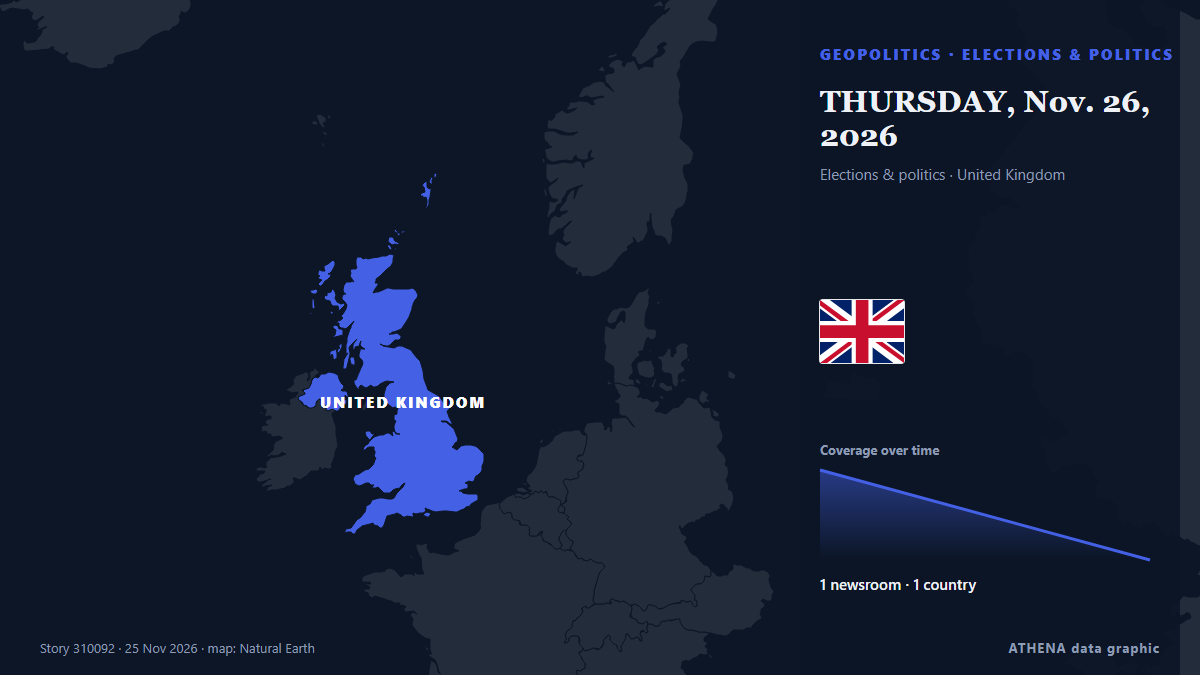 GEOPOLITICS · ELECTIONS & POLITICS
THURSDAY, Nov. 26,
2026
Elections & politics · United Kingdom
UNITED KINGDOM
Coverage over time
1 newsroom · 1 country
Story 310092 · 25 Nov 2026 · map: Natural Earth
ATHENA data graphic